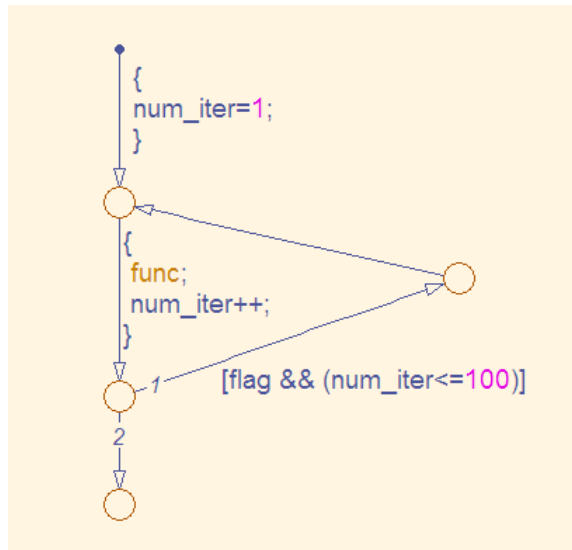 {
num_iter=1;
}
{
func;
num_iter++;
}
1
[flag && (num_iter<=100)]
2